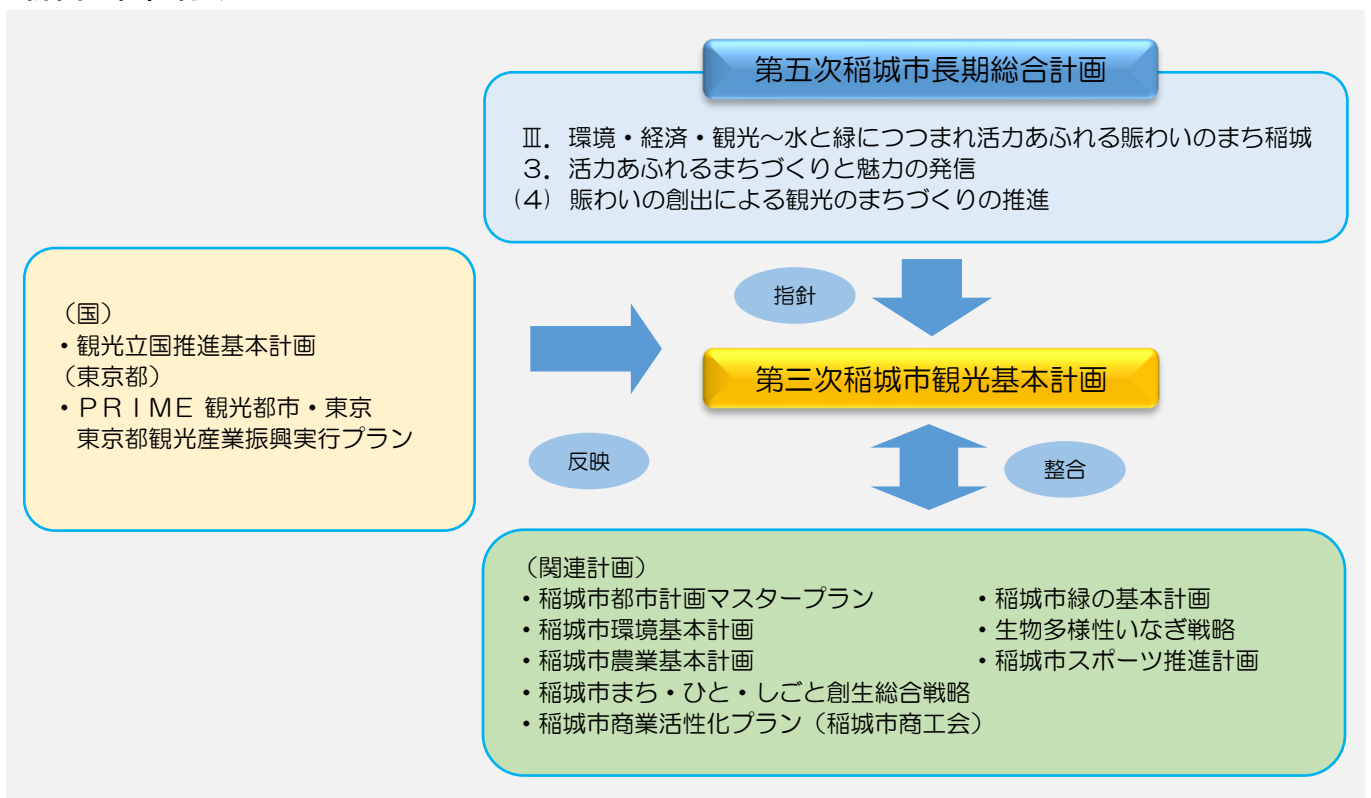 第五次稲城市長期総合計画
Ⅲ．環境・経済・観光～水と緑につつまれ活力あふれる賑わいのまち稲城
３．活力あふれるまちづくりと魅力の発信
(4) 賑わいの創出による観光のまちづくりの推進
指針
（国）
・観光立国推進基本計画
（東京都）
・ＰＲＩＭＥ 観光都市・東京
東京都観光産業振興実行プラン
第三次稲城市観光基本計画
反映
整合
（関連計画）
・稲城市都市計画マスタープラン
・稲城市環境基本計画
・稲城市農業基本計画
・稲城市まち・ひと・しごと創生総合戦略
・稲城市商業活性化プラン（稲城市商工会）
・稲城市緑の基本計画
・生物多様性いなぎ戦略
・稲城市スポーツ推進計画